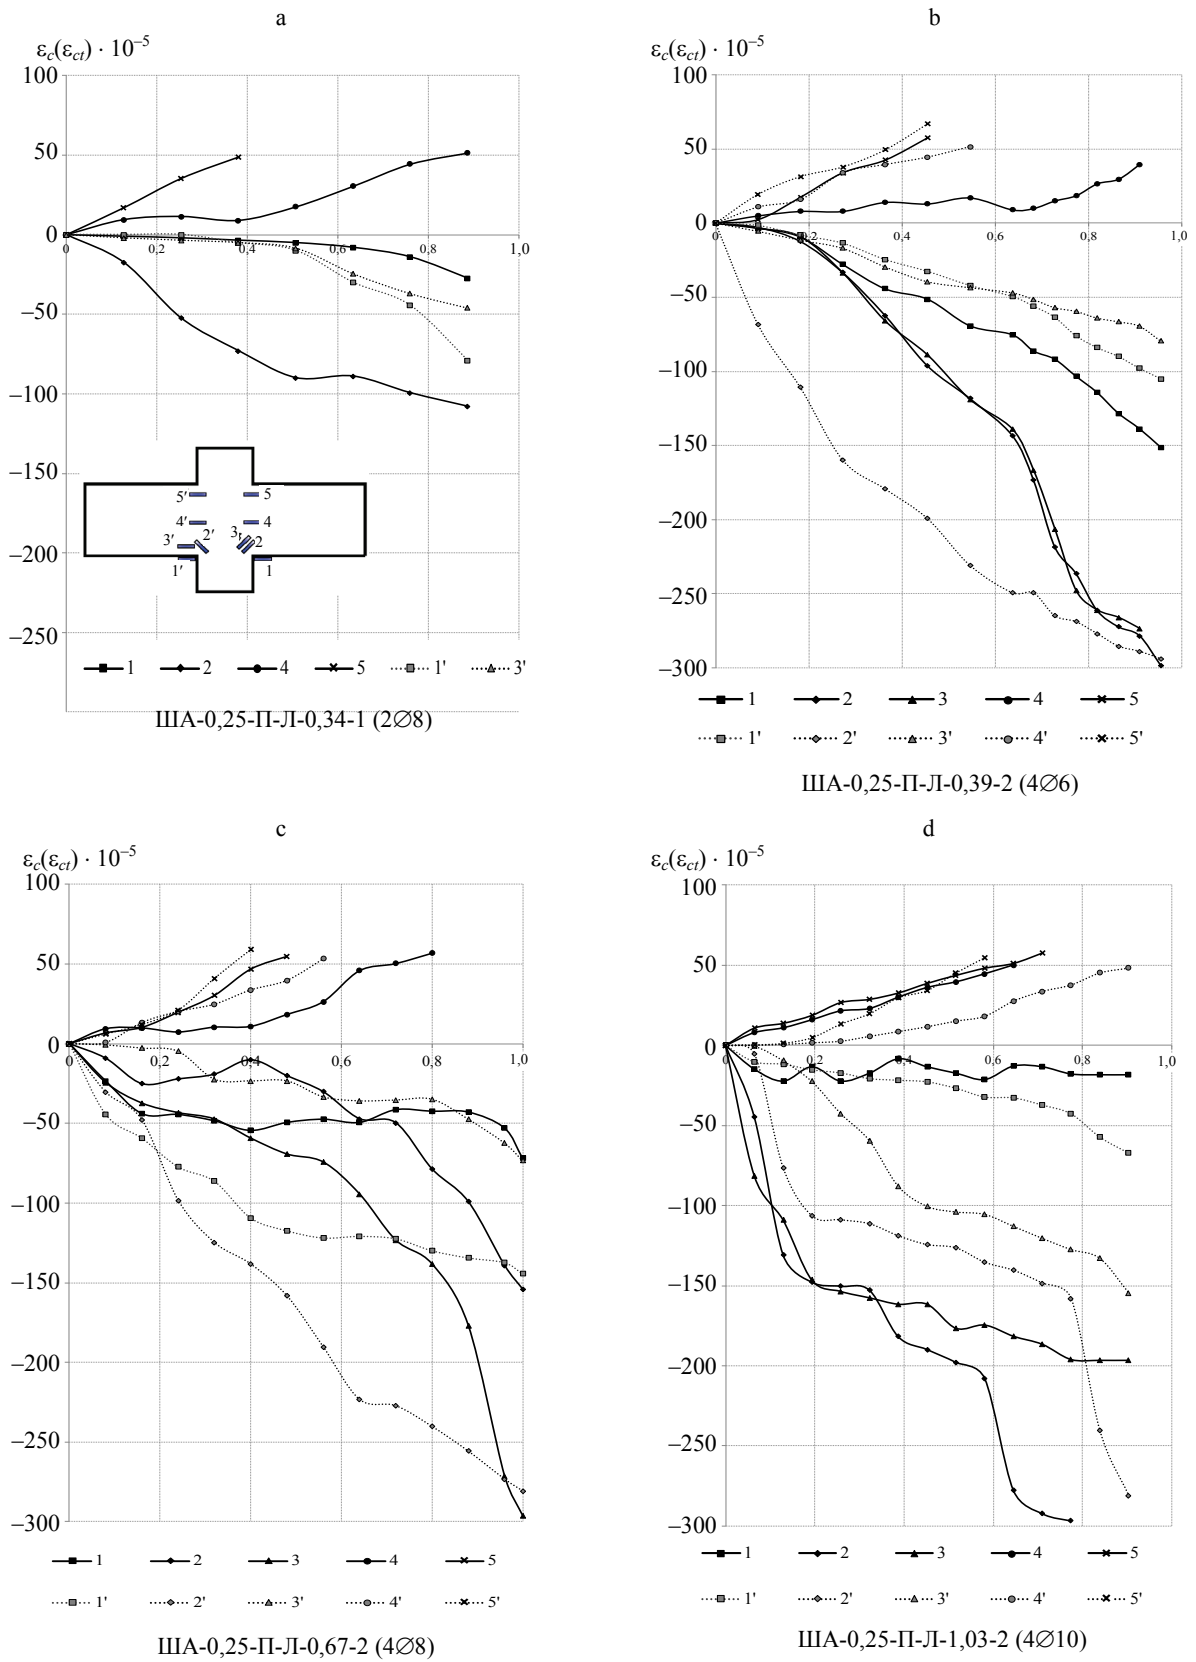 a
ε_c(ε_ct) · 10⁻⁵
100
50
0
0,2 0,4 0,6 0,8 1,0
−50
−100
−150
−200
−250
5′ 5
4′ 4
3′ 2′ 3 2
1′ 1
1 2 4 5 1' 3'
ША-0,25-П-Л-0,34-1 (2∅8)
b
ε_c(ε_ct) · 10⁻⁵
100
50
0
0,2 0,4 0,6 0,8 1,0
−50
−100
−150
−200
−250
−300
1 2 3 4 5
1' 2' 3' 4' 5'
ША-0,25-П-Л-0,39-2 (4∅6)
c
ε_c(ε_ct) · 10⁻⁵
100
50
0
0,2 0,4 0,6 0,8 1,0
−50
−100
−150
−200
−250
−300
1 2 3 4 5
1' 2' 3' 4' 5'
ША-0,25-П-Л-0,67-2 (4∅8)
d
ε_c(ε_ct) · 10⁻⁵
100
50
0
0,2 0,4 0,6 0,8 1,0
−50
−100
−150
−200
−250
−300
1 2 3 4 5
1' 2' 3' 4' 5'
ША-0,25-П-Л-1,03-2 (4∅10)